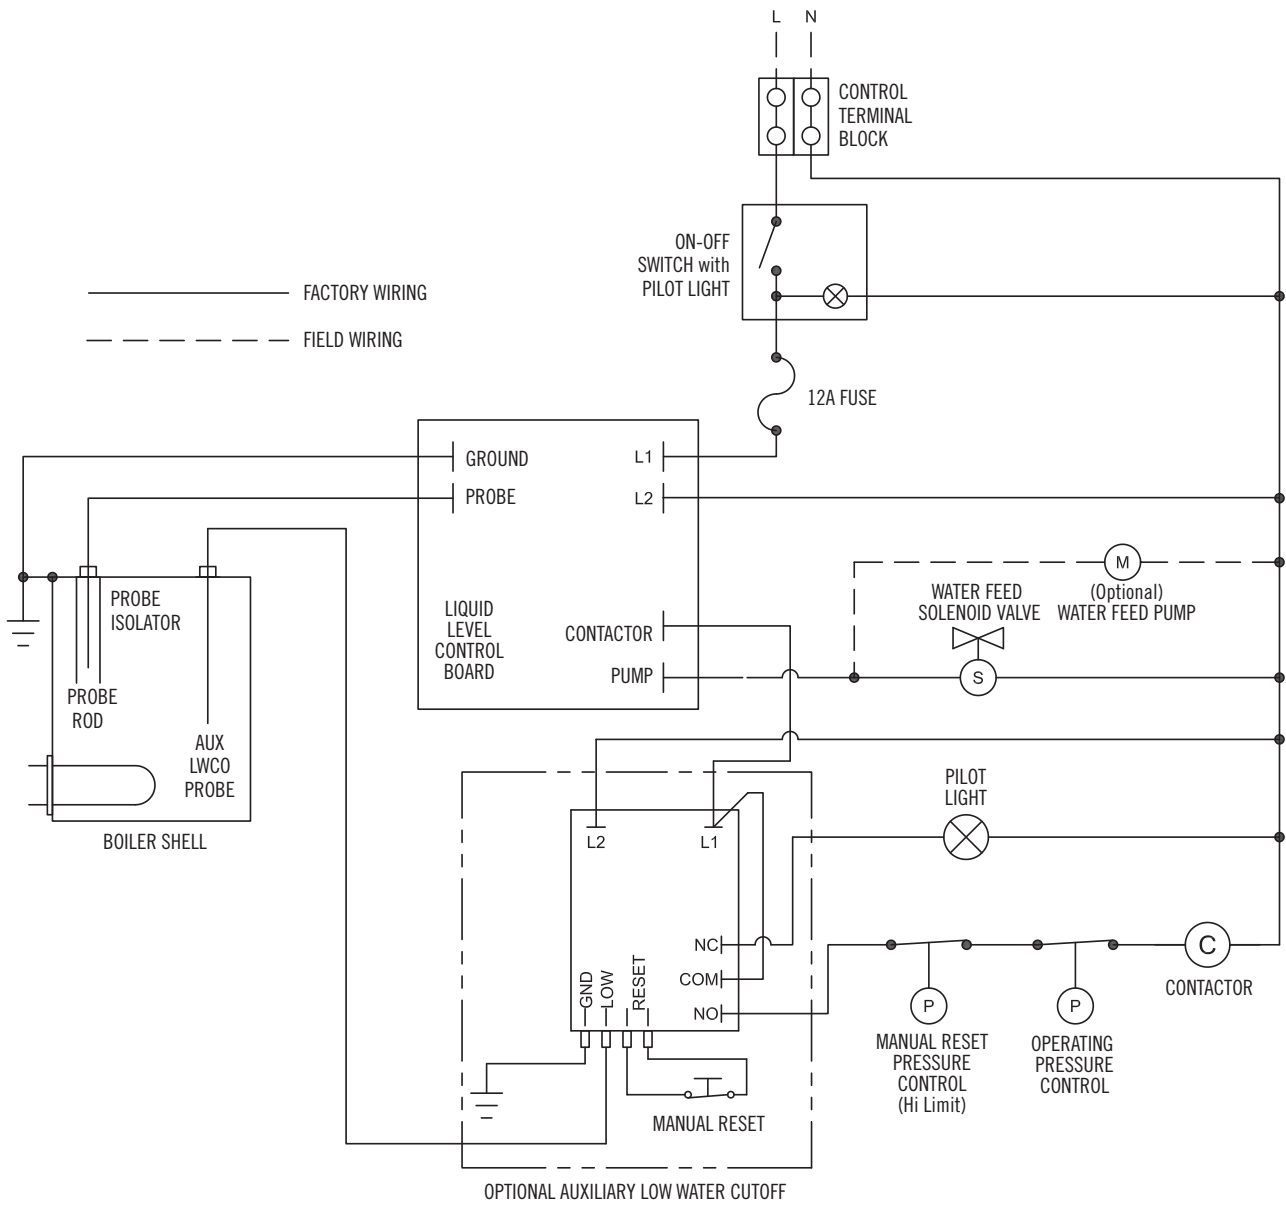 L N
CONTROL
TERMINAL
BLOCK
ON-OFF
SWITCH with
PILOT LIGHT
FACTORY WIRING
FIELD WIRING
12A FUSE
GROUND
L1
PROBE
L2
M
(Optional)
WATER FEED PUMP
WATER FEED
SOLENOID VALVE
S
PROBE
ISOLATOR
LIQUID
LEVEL
CONTROL
BOARD
CONTACTOR
PUMP
PROBE
ROD
AUX
LWCO
PROBE
BOILER SHELL
PILOT
LIGHT
L2
L1
NC
COM
NO
GND
LOW
RESET
C
CONTACTOR
P
MANUAL RESET
PRESSURE
CONTROL
(Hi Limit)
P
OPERATING
PRESSURE
CONTROL
MANUAL RESET
OPTIONAL AUXILIARY LOW WATER CUTOFF